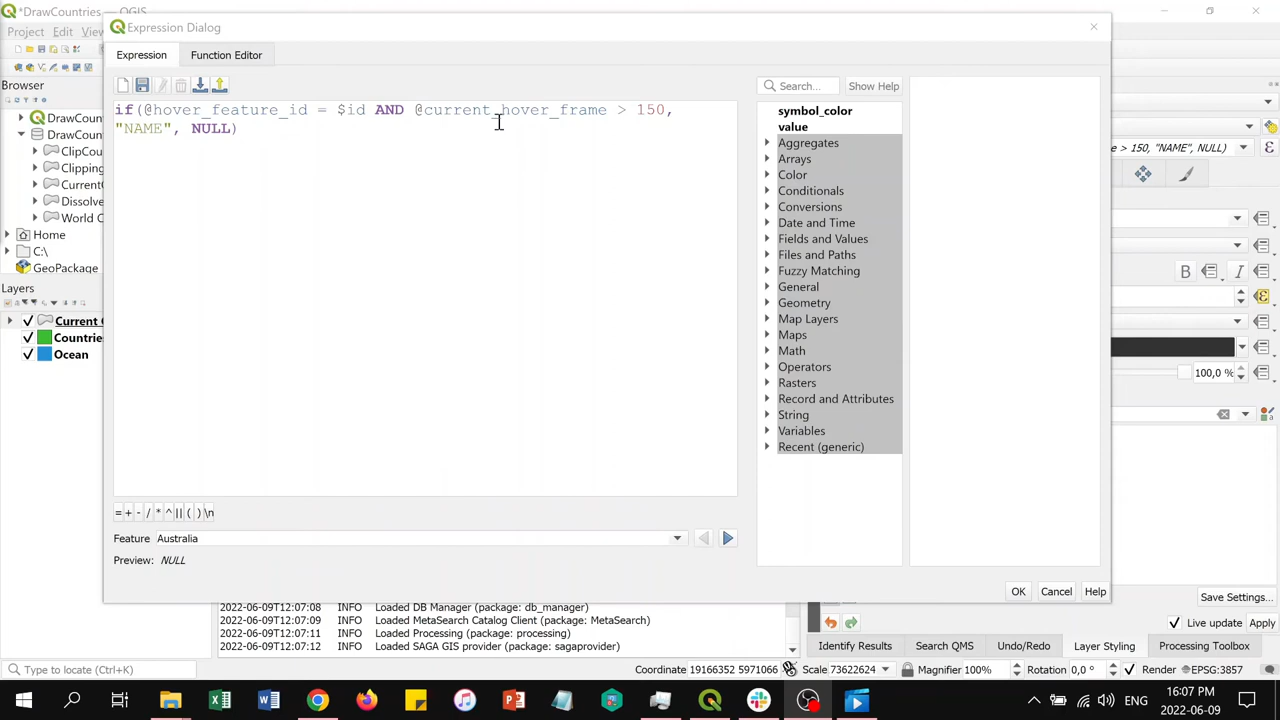 *DrawCountries — QGIS
Expression Dialog
Project Edit View
Expression Function Editor
Browser
Search... Show Help
if(@hover_feature_id = $id AND @current_hover_frame > 150,
"NAME", NULL)
symbol_color
value
Aggregates
Arrays
Color
Conditionals
Conversions
Date and Time
Fields and Values
Files and Paths
Fuzzy Matching
General
Geometry
Map Layers
Maps
Math
Operators
Rasters
Record and Attributes
String
Variables
Recent (generic)
DrawCou
DrawCount
ClipCou
Clipping
CurrentC
Dissolve
World C
Home
C:\
GeoPackage
Layers
Current C
Countrie
Ocean
e > 150, "NAME", NULL)
B I
100,0 %
= + - / * ^ || ( ) \n
Feature Australia
Preview: NULL
OK Cancel Help
2022-06-09T12:07:08 INFO Loaded DB Manager (package: db_manager)
2022-06-09T12:07:09 INFO Loaded MetaSearch Catalog Client (package: MetaSearch)
2022-06-09T12:07:11 INFO Loaded Processing (package: processing)
2022-06-09T12:07:12 INFO Loaded SAGA GIS provider (package: sagaprovider)
Save Settings...
Live update Apply
Identify Results Search QMS Undo/Redo Layer Styling Processing Toolbox
Type to locate (Ctrl+K) Coordinate 19166352 5971066 Scale 73622624 Magnifier 100% Rotation 0,0 ° Render EPSG:3857
ENG 16:07 PM
2022-06-09